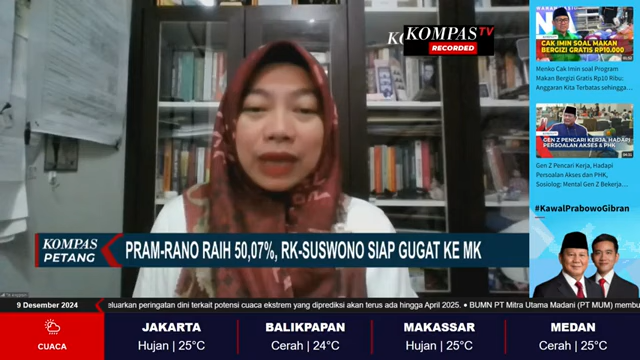 KOMPAS TV
RECORDED
CAK IMIN SOAL MAKAN
BERGIZI GRATIS RP10.000
Menko Cak Imin soal Program
Makan Bergizi Gratis Rp10 Ribu:
Anggaran Kita Terbatas sehingga...
GEN Z PENCARI KERJA, HADAPI
PERSOALAN AKSES & PHK
Gen Z Pencari Kerja, Hadapi
Persoalan Akses dan PHK,
Sosiolog: Mental Gen Z Bekerja...
#KawalPrabowoGibran
KOMPAS
PETANG
PRAM-RANO RAIH 50,07%, RK-SUSWONO SIAP GUGAT KE MK
9 Desember 2024
eluarkan peringatan dini terkait potensi cuaca ekstrem yang diprediksi akan terus ada hingga April 2025. • BUMN PT Mitra Utama Madani (PT MUM) membu
CUACA
JAKARTA
Hujan | 25°C
BALIKPAPAN
Cerah | 24°C
MAKASSAR
Hujan | 25°C
MEDAN
Cerah | 25°C